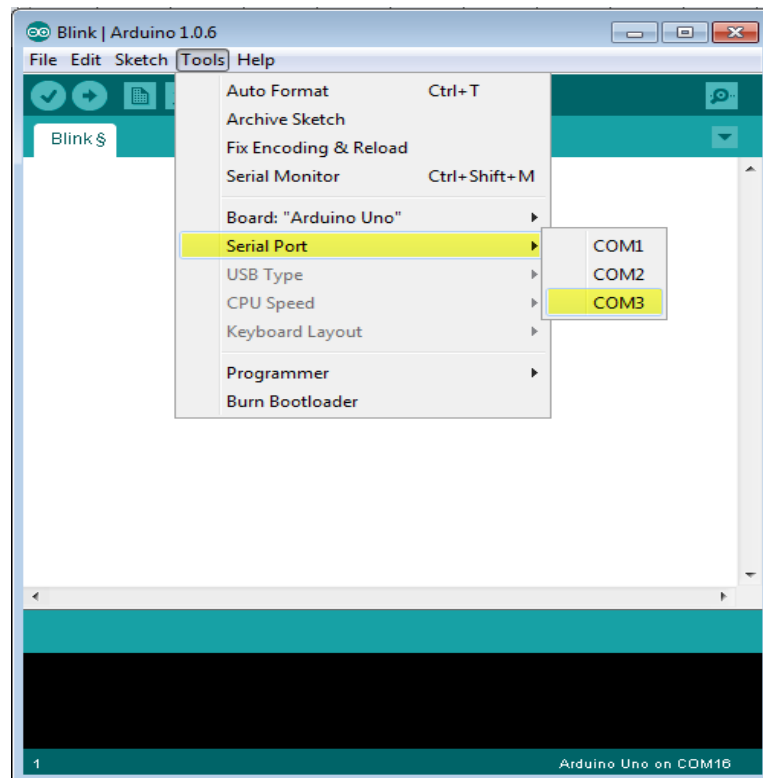 Blink | Arduino 1.0.6
File Edit Sketch Tools Help
Auto Format Ctrl+T
Archive Sketch
Blink §
Fix Encoding & Reload
Serial Monitor Ctrl+Shift+M
Board: "Arduino Uno"
Serial Port
COM1
USB Type
COM2
CPU Speed
COM3
Keyboard Layout
Programmer
Burn Bootloader
1 Arduino Uno on COM16